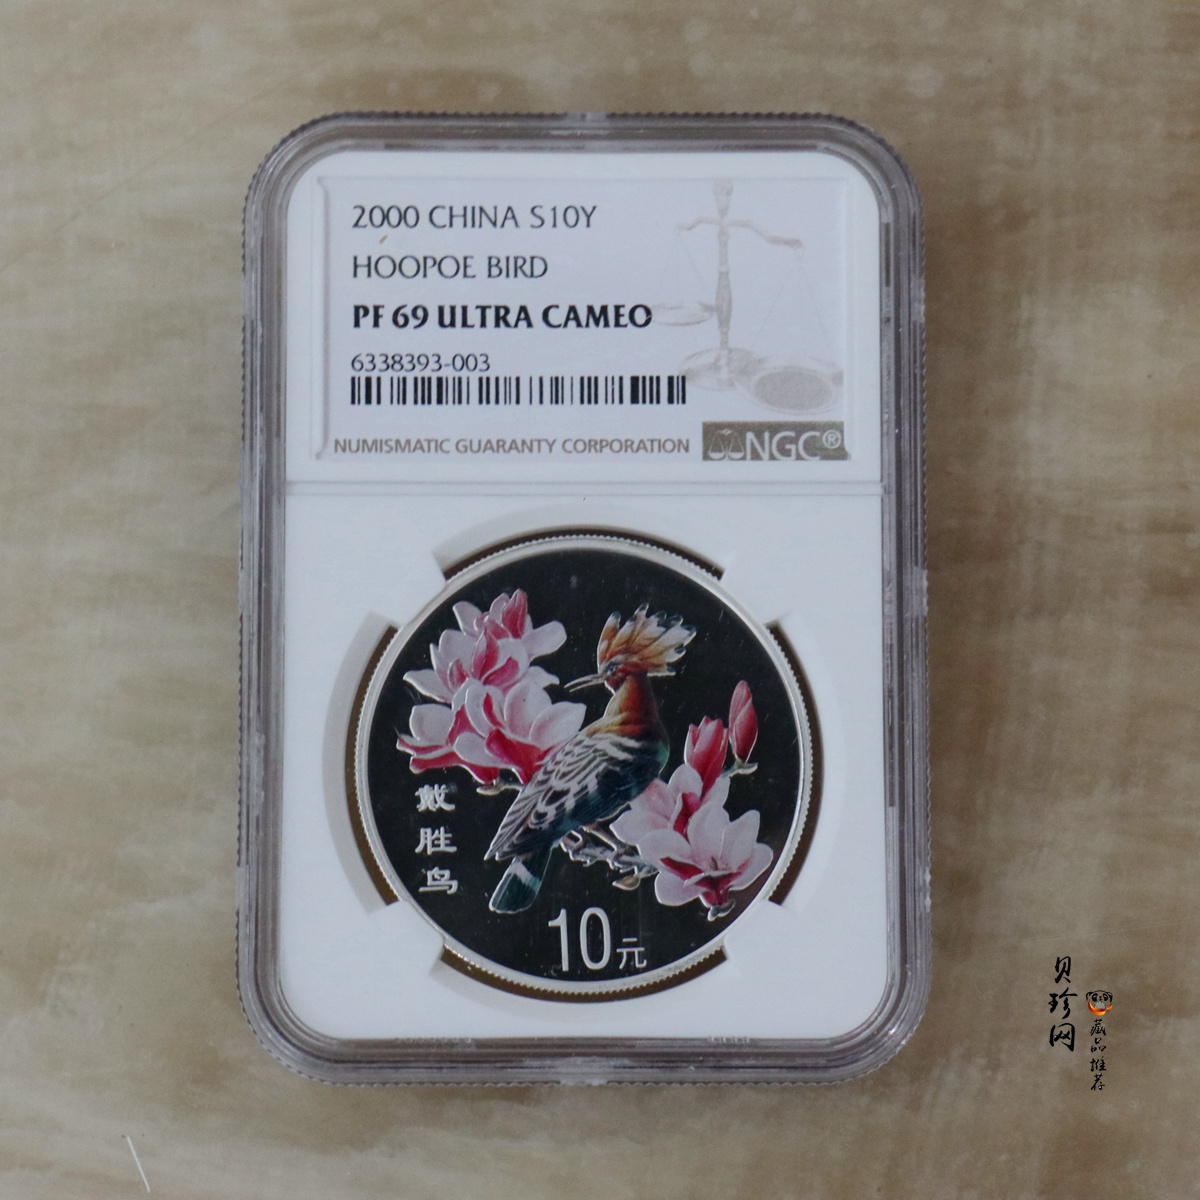 2000 CHINA S10Y
HOOPOE BIRD
PF 69 ULTRA CAMEO
6338393-003
NUMISMATIC GUARANTY CORPORATION
NGC®
戴胜鸟
10元
贝珍网
藏品推荐